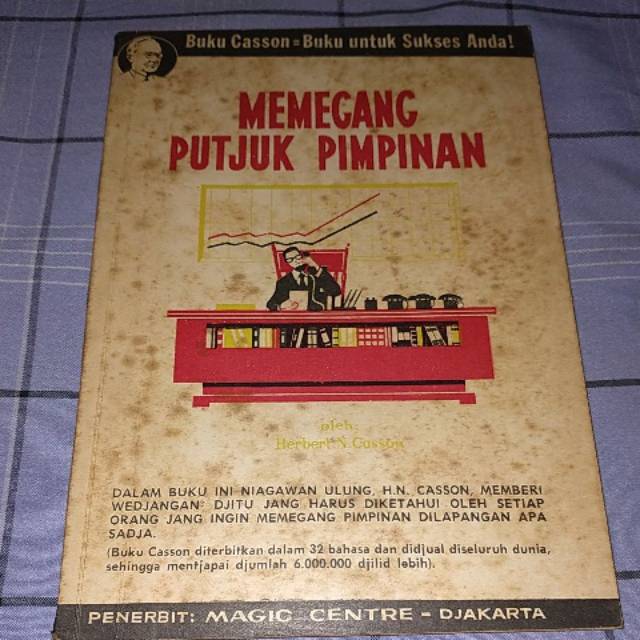 Buku Casson = Buku untuk Sukses Anda!
MEMEGANG
PUTJUK PIMPINAN
oleh:
Herbert N. Casson
DALAM BUKU INI NIAGAWAN ULUNG, H.N. CASSON, MEMBERI
WEDJANGAN² DJITU JANG HARUS DIKETAHUI OLEH SETIAP
ORANG JANG INGIN MEMEGANG PIMPINAN DILAPANGAN APA
SADJA.
(Buku Casson diterbitkan dalam 32 bahasa dan didjual diseluruh dunia,
sehingga mentjapai djumlah 6.000.000 djilid lebih).
PENERBIT: MAGIC CENTRE - DJAKARTA